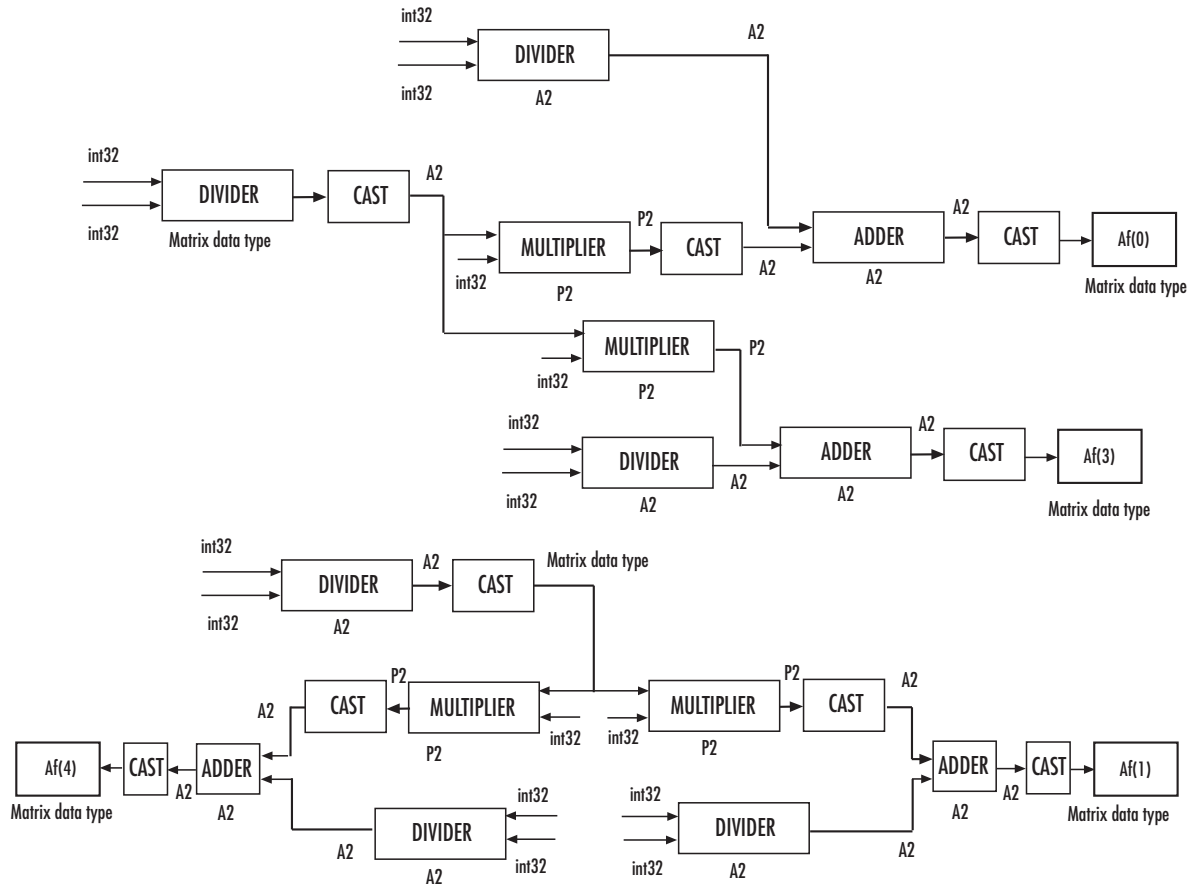 int32
A2
DIVIDER
int32
A2
int32
A2
DIVIDER
CAST
int32
Matrix data type
P2
A2
MULTIPLIER
CAST
ADDER
CAST
Af(0)
int32
A2
P2
A2
Matrix data type
MULTIPLIER
P2
int32
P2
int32
A2
DIVIDER
ADDER
CAST
Af(3)
int32
A2
A2
A2
Matrix data type
int32
A2
Matrix data type
DIVIDER
CAST
int32
A2
P2
P2
A2
CAST
MULTIPLIER
MULTIPLIER
CAST
A2
int32
int32
P2
P2
Af(4)
CAST
ADDER
ADDER
CAST
Af(1)
A2
A2
Matrix data type
A2
A2
Matrix data type
int32
int32
DIVIDER
DIVIDER
A2
int32
int32
A2
A2
A2